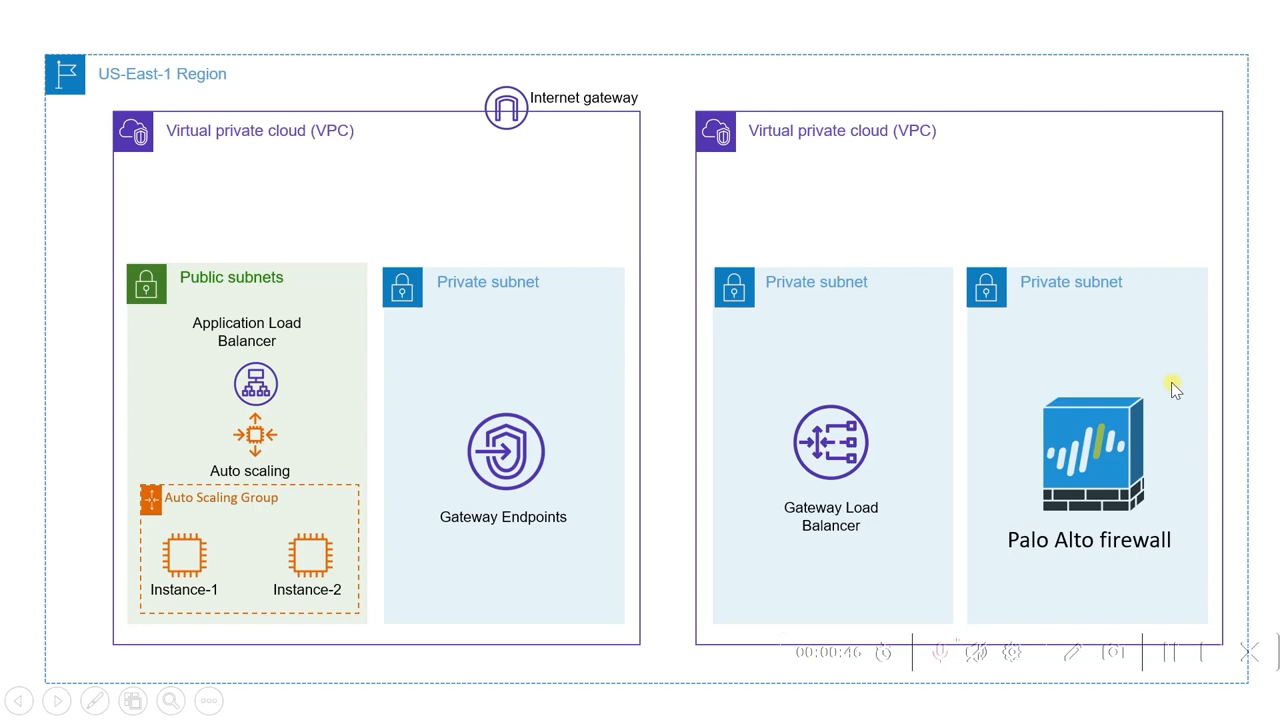 US-East-1 Region
Internet gateway
Virtual private cloud (VPC)
Virtual private cloud (VPC)
Public subnets
Private subnet
Private subnet
Private subnet
Application Load
Balancer
Auto scaling
Auto Scaling Group
Instance-1
Instance-2
Gateway Endpoints
Gateway Load
Balancer
Palo Alto firewall
00:00:46